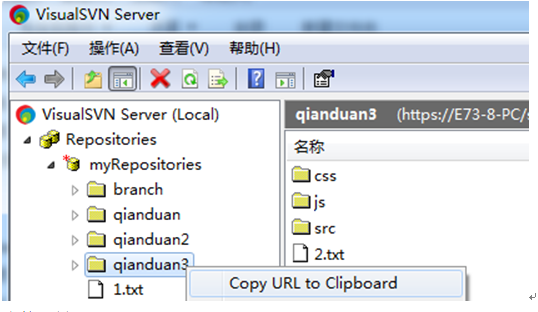 VisualSVN Server
文件(F) 操作(A) 查看(V) 帮助(H)
VisualSVN Server (Local)
Repositories
myRepositories
branch
qianduan
qianduan2
qianduan3
1.txt
qianduan3 (https://E73-8-PC/
名称
css
js
src
2.txt
Copy URL to Clipboard